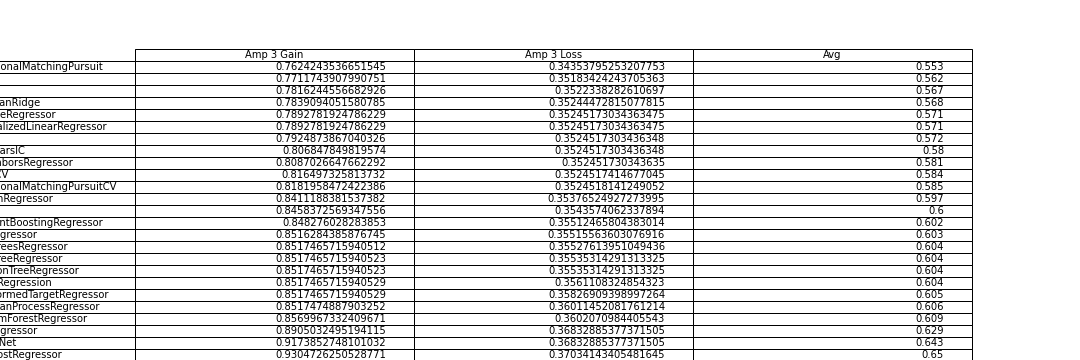 Amp 3 Gain Amp 3 Loss Avg
onalMatchingPursuit 0.7624243536651545 0.34353795253207753 0.553
0.7711743907990751 0.35183424243705363 0.562
0.7816244556682926 0.3522338282610697 0.567
anRidge 0.7839094051580785 0.35244472815077815 0.568
eRegressor 0.7892781924786229 0.35245173034363475 0.571
alizedLinearRegressor 0.7892781924786229 0.35245173034363475 0.571
0.7924873867040326 0.3524517303436348 0.572
arsIC 0.806847849819574 0.3524517303436348 0.58
hborsRegressor 0.8087026647662292 0.352451730343635 0.581
CV 0.816497325813732 0.3524517414677045 0.584
onalMatchingPursuitCV 0.8181958472422386 0.3524518141249052 0.585
nRegressor 0.8411188381537382 0.35376524927273995 0.597
0.8458372569347556 0.3543574062337894 0.6
ntBoostingRegressor 0.848276028283853 0.35512465804383014 0.602
gressor 0.8516284385876745 0.35515563603076916 0.603
reesRegressor 0.8517465715940512 0.35527613951049436 0.604
reeRegressor 0.8517465715940523 0.35535314291313325 0.604
onTreeRegressor 0.8517465715940523 0.35535314291313325 0.604
Regression 0.8517465715940529 0.3561108324854323 0.604
ormedTargetRegressor 0.8517465715940529 0.35826909398997264 0.605
anProcessRegressor 0.8517474887903252 0.36011452081761214 0.606
mForestRegressor 0.8569967332409671 0.3602070984405543 0.609
gressor 0.8905032495194115 0.36832885377371505 0.629
Net 0.9173852748101032 0.36832885377371505 0.643
ostRegressor 0.9304726250528771 0.37034143405481645 0.65